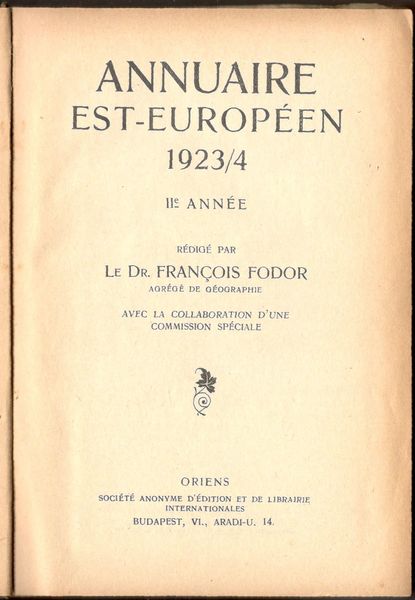 ANNUAIRE
EST-EUROPÉEN
1923/4
IIe ANNÉE
RÉDIGÉ PAR
LE DR. FRANÇOIS FODOR
AGRÉGÉ DE GÉOGRAPHIE
AVEC LA COLLABORATION D'UNE
COMMISSION SPÉCIALE
ORIENS
SOCIÉTÉ ANONYME D'ÉDITION ET DE LIBRAIRIE
INTERNATIONALES
BUDAPEST, VI., ARADI-U. 14.